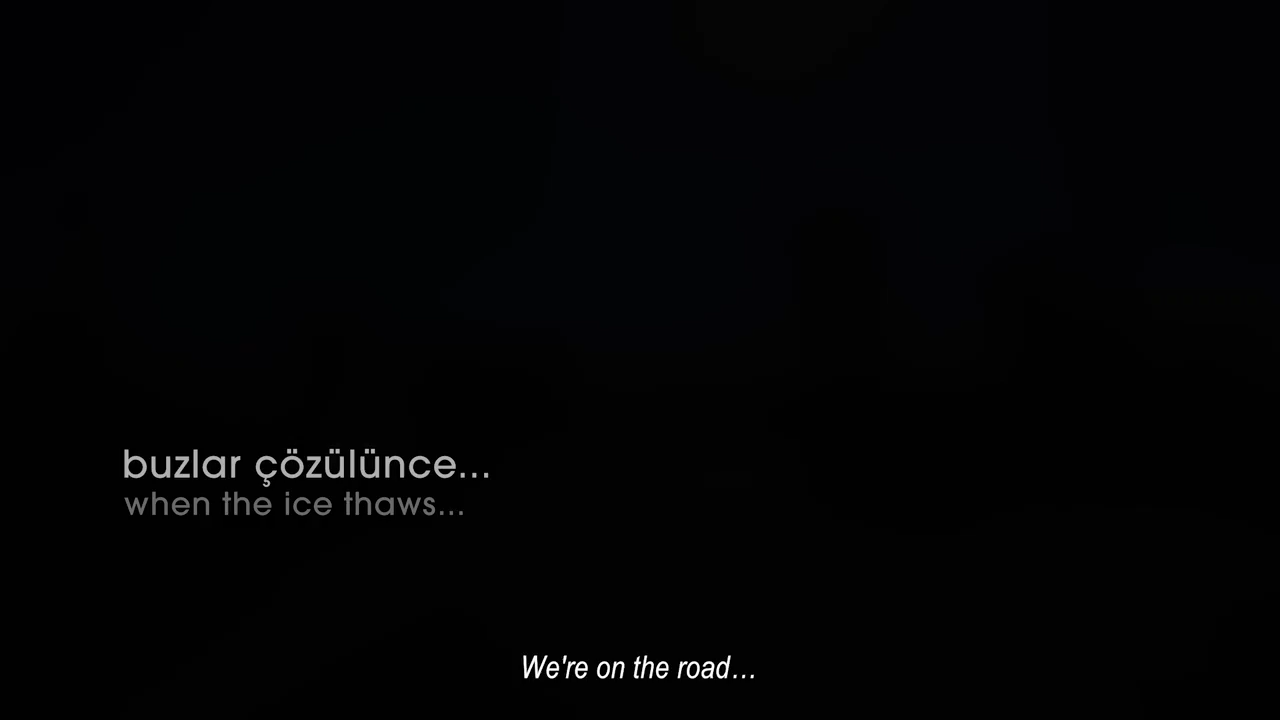 buzlar çözülünce...
when the ice thaws...
We're on the road...